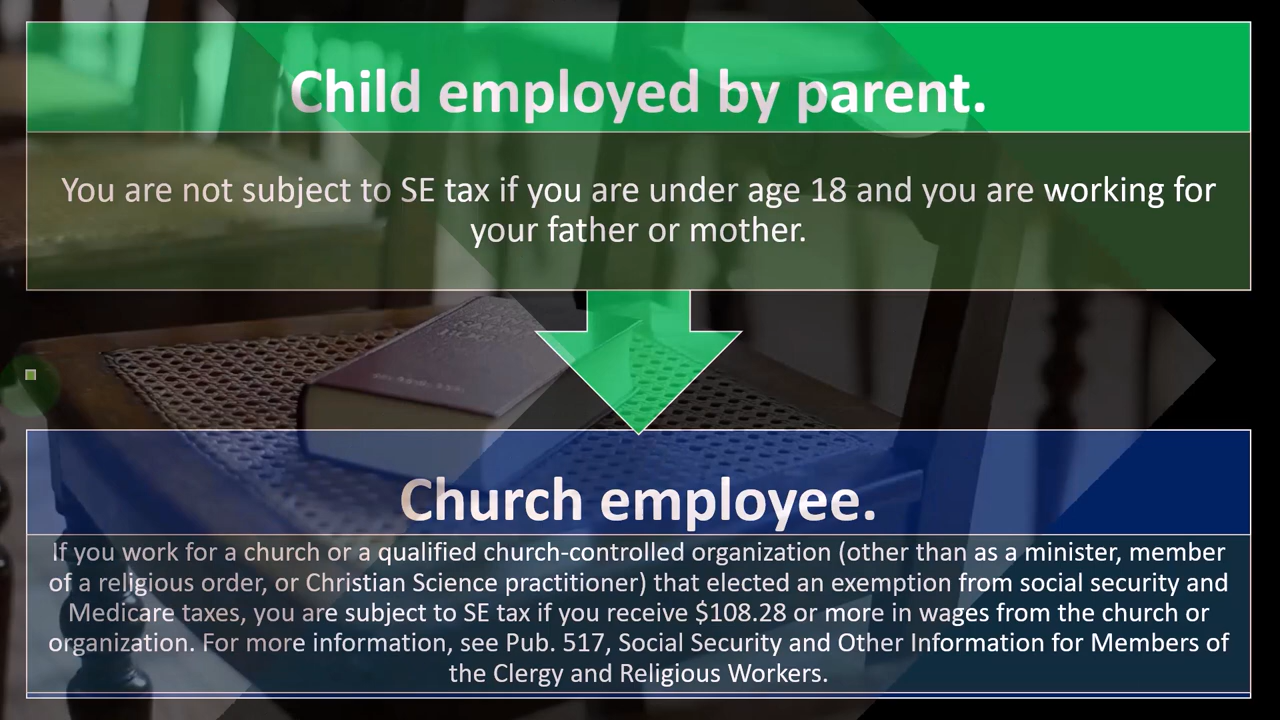 Child employed by parent.
You are not subject to SE tax if you are under age 18 and you are working for
your father or mother.
Church employee.
If you work for a church or a qualified church-controlled organization (other than as a minister, member
of a religious order, or Christian Science practitioner) that elected an exemption from social security and
Medicare taxes, you are subject to SE tax if you receive $108.28 or more in wages from the church or
organization. For more information, see Pub. 517, Social Security and Other Information for Members of
the Clergy and Religious Workers.